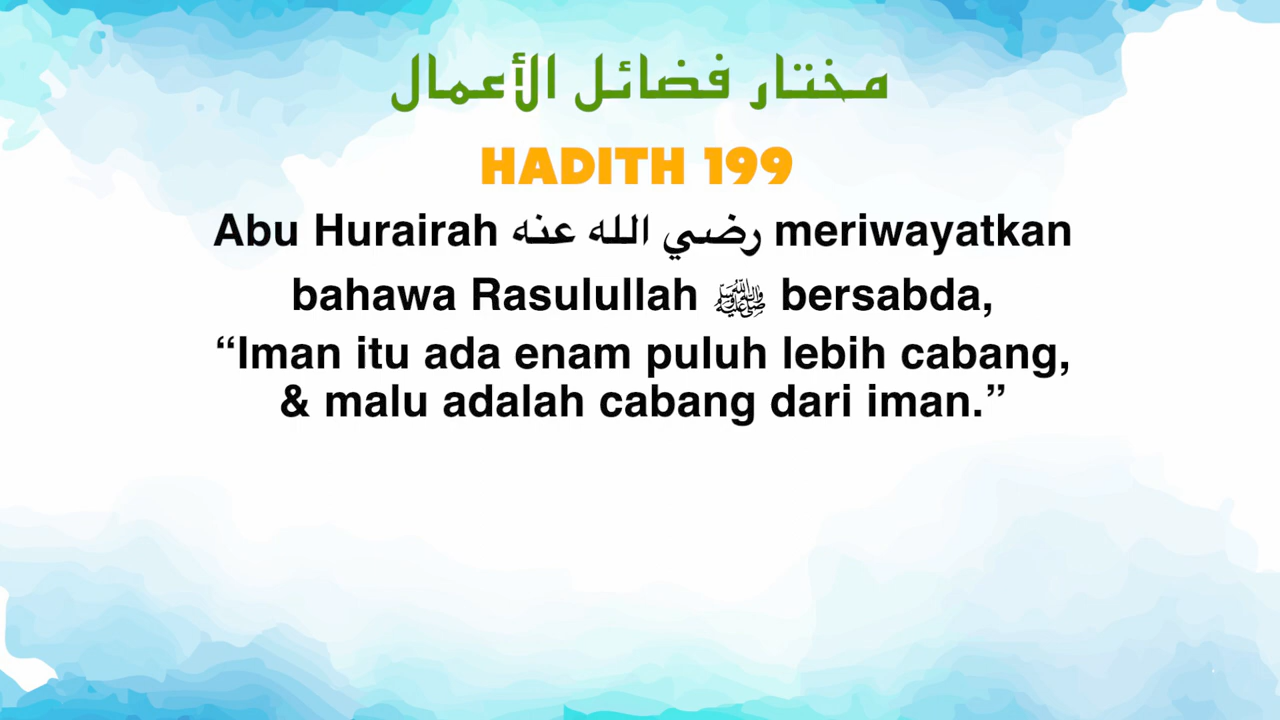 مختار فضائل الأعمال
HADITH 199
Abu Hurairah رضي الله عنه meriwayatkan
bahawa Rasulullah ﷺ bersabda,
“Iman itu ada enam puluh lebih cabang,
& malu adalah cabang dari iman.”